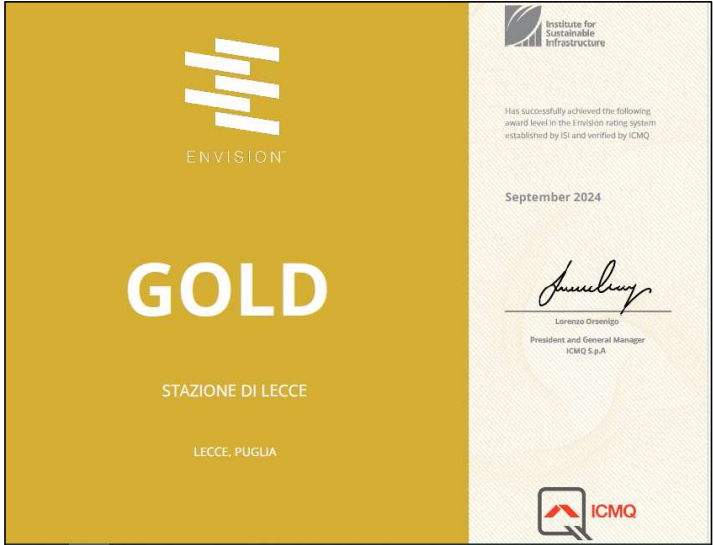 ENVISION™
GOLD
STAZIONE DI LECCE
LECCE, PUGLIA
Institute for
Sustainable
Infrastructure
Has successfully achieved the following
award level in the Envision rating system
established by ISI and verified by ICMQ
September 2024
Lorenzo Orsenigo
President and General Manager
ICMQ S.p.A
ICMQ